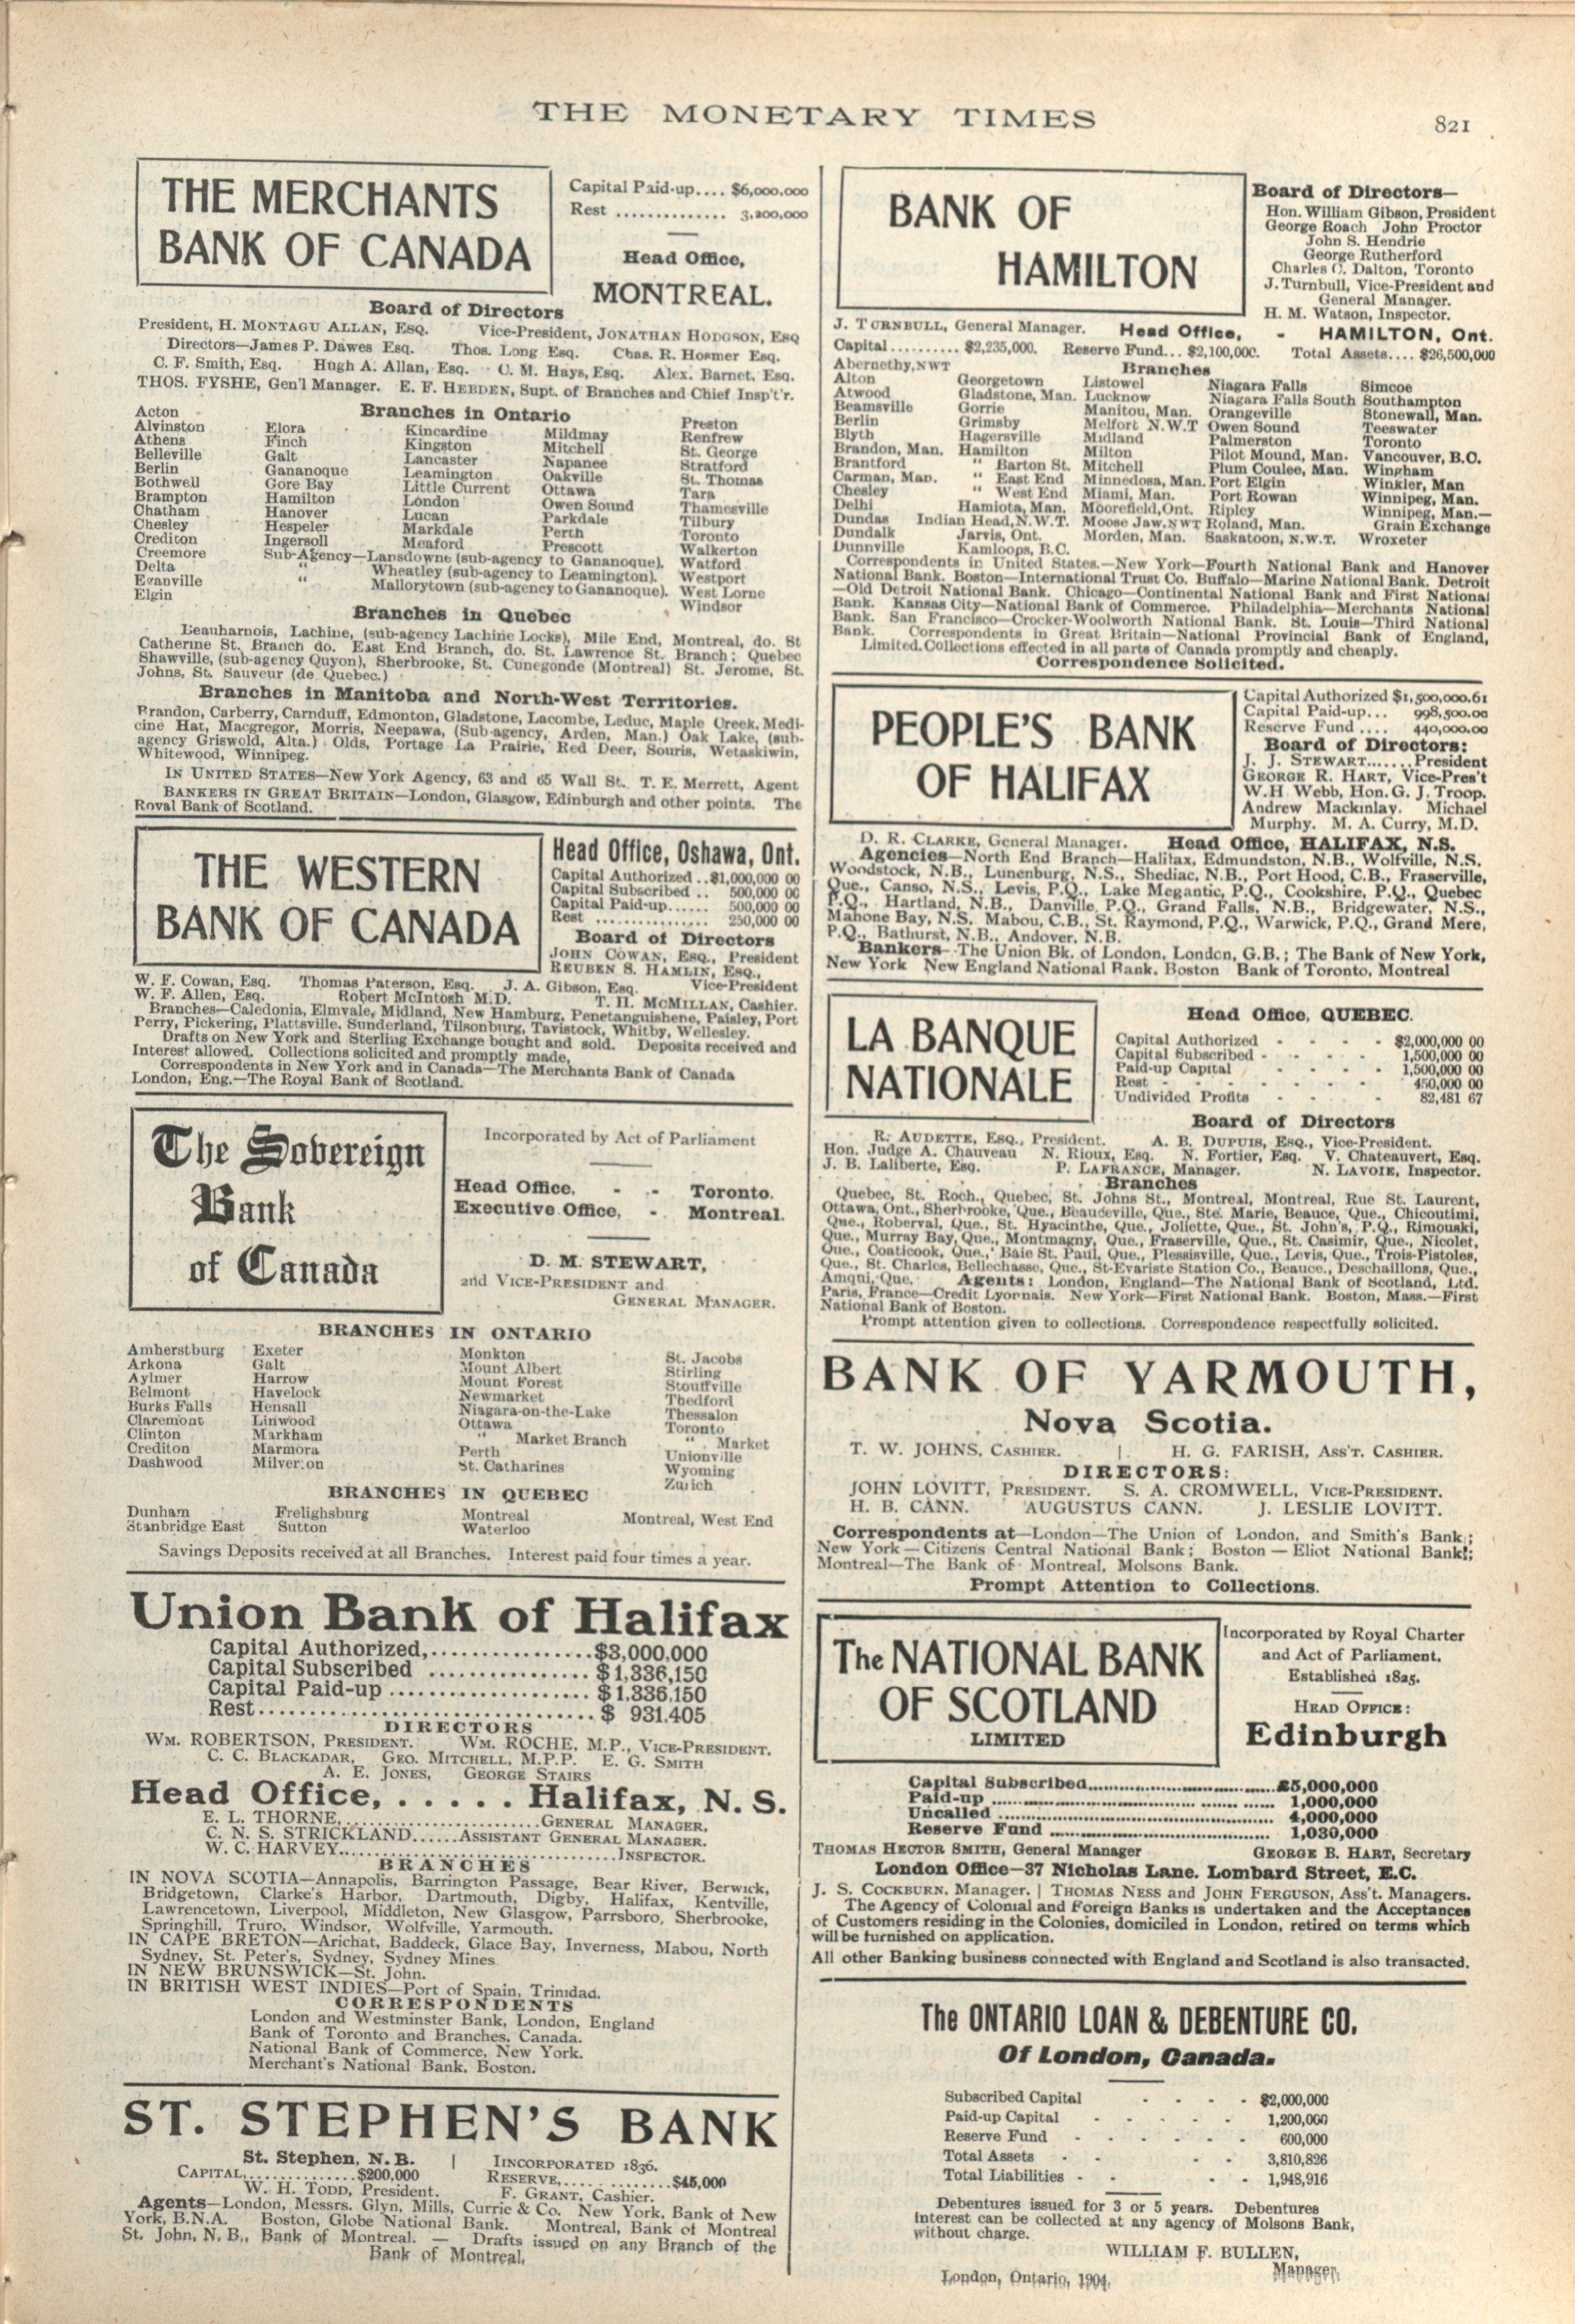 THE MONETARY TIMES
821
THE MERCHANTS
BANK OF CANADA
Capital Paid-up.... $6,000,000
Rest .............. 3,200,000
Head Office,
MONTREAL.
Board of Directors
President, H. MONTAGU ALLAN, ESQ. Vice-President, JONATHAN HODGSON, ESQ
Directors—James P. Dawes Esq. Thos. Long Esq. Chas. R. Hosmer Esq.
C. F. Smith, Esq. Hugh A. Allan, Esq. C. M. Hays, Esq. Alex. Barnet, Esq.
THOS. FYSHE, Gen'l Manager. E. F. HEBDEN, Supt. of Branches and Chief Insp't'r.
Branches in Ontario
Acton
Alvinston
Athens
Belleville
Berlin
Bothwell
Brampton
Chatham
Chesley
Crediton
Creemore
Delta
Eganville
Elgin
Elora
Finch
Galt
Gananoque
Gore Bay
Hamilton
Hanover
Hespeler
Ingersoll
Kincardine
Kingston
Lancaster
Leamington
Little Current
London
Lucan
Markdale
Meaford
Mildmay
Mitchell
Napanee
Oakville
Ottawa
Owen Sound
Parkdale
Perth
Prescott
Preston
Renfrew
St. George
Stratford
St. Thomas
Tara
Thamesville
Tilbury
Toronto
Walkerton
Watford
Westport
West Lorne
Windsor
Sub-Agency—Lansdowne (sub-agency to Gananoque).
" Wheatley (sub-agency to Leamington).
" Mallorytown (sub-agency to Gananoque).
Branches in Quebec
Beauharnois, Lachine, (sub-agency Lachine Locks), Mile End, Montreal, do. St
Catherine St. Branch do. East End Branch, do. St. Lawrence St. Branch; Quebec
Shawville, (sub-agency Quyon), Sherbrooke, St. Cunegonde (Montreal) St. Jerome, St.
Johns, St. Sauveur (de Quebec.)
Branches in Manitoba and North-West Territories.
Brandon, Carberry, Carnduff, Edmonton, Gladstone, Lacombe, Leduc, Maple Creek, Medi-
cine Hat, Macgregor, Morris, Neepawa, (Sub-agency, Arden, Man.) Oak Lake, (sub-
agency Griswold, Alta.) Olds, Portage La Prairie, Red Deer, Souris, Wetaskiwin,
Whitewood, Winnipeg.
IN UNITED STATES—New York Agency, 63 and 65 Wall St. T. E. Merrett, Agent
BANKERS IN GREAT BRITAIN—London, Glasgow, Edinburgh and other points. The
Royal Bank of Scotland.
THE WESTERN
BANK OF CANADA
Head Office, Oshawa, Ont.
Capital Authorized ..$1,000,000 00
Capital Subscribed .. 500,000 00
Capital Paid-up...... 500,000 00
Rest ............... 250,000 00
Board of Directors
JOHN COWAN, ESQ., President
REUBEN S. HAMLIN, ESQ.,
Vice-President
W. F. Cowan, Esq. Thomas Paterson, Esq. J. A. Gibson, Esq.
W. F. Allen, Esq. Robert McIntosh M.D. T. H. MCMILLAN, Cashier.
Branches—Caledonia, Elmvale, Midland, New Hamburg, Penetanguishene, Paisley, Port
Perry, Pickering, Plattsville, Sunderland, Tilsonburg, Tavistock, Whitby, Wellesley.
Drafts on New York and Sterling Exchange bought and sold. Deposits received and
Interest allowed. Collections solicited and promptly made,
Correspondents in New York and in Canada—The Merchants Bank of Canada
London, Eng.—The Royal Bank of Scotland.
The Sovereign
Bank
of Canada
Incorporated by Act of Parliament
Head Office, - - Toronto.
Executive Office, - Montreal.
D. M. STEWART,
2nd VICE-PRESIDENT and
GENERAL MANAGER.
BRANCHES IN ONTARIO
Amherstburg
Arkona
Aylmer
Belmont
Burks Falls
Claremont
Clinton
Crediton
Dashwood
Exeter
Galt
Harrow
Havelock
Hensall
Linwood
Markham
Marmora
Milverton
Monkton
Mount Albert
Mount Forest
Newmarket
Niagara-on-the-Lake
Ottawa
" Market Branch
Perth
St. Catharines
St. Jacobs
Stirling
Stouffville
Thedford
Thessalon
Toronto
" Market
Unionville
Wyoming
Zurich
BRANCHES IN QUEBEC
Dunham Frelighsburg Montreal Montreal, West End
Stanbridge East Sutton Waterloo
Savings Deposits received at all Branches. Interest paid four times a year.
Union Bank of Halifax
Capital Authorized,................$3,000,000
Capital Subscribed ................$1,336,150
Capital Paid-up....................$1,336,150
Rest................................$ 931,405
DIRECTORS
WM. ROBERTSON, PRESIDENT. WM. ROCHE, M.P., VICE-PRESIDENT.
C. C. BLACKADAR, GEO. MITCHELL, M.P.P. E. G. SMITH
A. E. JONES, GEORGE STAIRS
Head Office, . . . . . . Halifax, N. S.
E. L. THORNE,........................GENERAL MANAGER.
C. N. S. STRICKLAND......ASSISTANT GENERAL MANAGER.
W. C. HARVEY.................................INSPECTOR.
BRANCHES
IN NOVA SCOTIA—Annapolis, Barrington Passage, Bear River, Berwick,
Bridgetown, Clarke's Harbor, Dartmouth, Digby, Halifax, Kentville,
Lawrencetown, Liverpool, Middleton, New Glasgow, Parrsboro, Sherbrooke,
Springhill, Truro, Windsor, Wolfville, Yarmouth.
IN CAPE BRETON—Arichat, Baddeck, Glace Bay, Inverness, Mabou, North
Sydney, St. Peter's, Sydney, Sydney Mines
IN NEW BRUNSWICK—St. John.
IN BRITISH WEST INDIES—Port of Spain, Trinidad.
CORRESPONDENTS
London and Westminster Bank, London, England
Bank of Toronto and Branches, Canada.
National Bank of Commerce, New York.
Merchant's National Bank, Boston.
ST. STEPHEN'S BANK
St. Stephen, N. B. | INCORPORATED 1836.
CAPITAL,..............$200,000 RESERVE,..............$45,000
W. H. TODD, President. F. GRANT, Cashier.
Agents—London, Messrs. Glyn, Mills, Currie & Co. New York, Bank of New
York, B.N.A. Boston, Globe National Bank. Montreal, Bank of Montreal
St. John, N. B., Bank of Montreal. — Drafts issued on any Branch of the
Bank of Montreal,
BANK OF
HAMILTON
Board of Directors—
Hon. William Gibson, President
George Roach John Proctor
John S. Hendrie
George Rutherford
Charles C. Dalton, Toronto
J. Turnbull, Vice-President and
General Manager.
H. M. Watson, Inspector.
J. TURNBULL, General Manager. Head Office, - HAMILTON, Ont.
Capital.......... $2,235,000. Reserve Fund... $2,100,000. Total Assets.... $26,500,000
Branches
Abernethy, NWT
Alton
Atwood
Beamsville
Berlin
Blyth
Brandon, Man.
Brantford
Carman, Man.
Chesley
Delhi
Dundas
Dundalk
Dunnville
Georgetown
Gladstone, Man.
Gorrie
Grimsby
Hagersville
Hamilton
" Barton St.
" East End
" West End
Hamiota, Man.
Indian Head, N.W.T.
Jarvis, Ont.
Kamloops, B.C.
Listowel
Lucknow
Manitou, Man.
Melfort, N.W.T
Midland
Milton
Mitchell
Minnedosa, Man.
Miami, Man.
Moorefield, Ont.
Moose Jaw, NWT
Morden, Man.
Niagara Falls
Niagara Falls South
Orangeville
Owen Sound
Palmerston
Pilot Mound, Man.
Plum Coulee, Man.
Port Elgin
Port Rowan
Ripley
Roland, Man.
Saskatoon, N.W.T.
Simcoe
Southampton
Stonewall, Man.
Teeswater
Toronto
Vancouver, B.C.
Wingham
Winkler, Man
Winnipeg, Man.
Winnipeg, Man.—
Grain Exchange
Wroxeter
Correspondents in United States.—New York—Fourth National Bank and Hanover
National Bank. Boston—International Trust Co. Buffalo—Marine National Bank. Detroit
—Old Detroit National Bank. Chicago—Continental National Bank and First National
Bank. Kansas City—National Bank of Commerce. Philadelphia—Merchants National
Bank. San Francisco—Crocker-Woolworth National Bank. St. Louis—Third National
Bank. Correspondents in Great Britain—National Provincial Bank of England,
Limited. Collections effected in all parts of Canada promptly and cheaply.
Correspondence Solicited.
PEOPLE'S BANK
OF HALIFAX
Capital Authorized $1,500,000.61
Capital Paid-up... 998,500.00
Reserve Fund .... 440,000.00
Board of Directors:
J. J. STEWART.......President
GEORGE R. HART, Vice-Pres't
W.H Webb, Hon. G. J. Troop.
Andrew Mackinlay. Michael
Murphy. M. A. Curry, M.D.
D. R. CLARKE, General Manager. Head Office, HALIFAX, N.S.
Agencies—North End Branch—Halifax, Edmundston, N.B., Wolfville, N.S.
Woodstock, N.B., Lunenburg, N.S., Shediac, N.B., Port Hood, C.B., Fraserville,
Que., Canso, N.S., Levis, P.Q., Lake Megantic, P.Q., Cookshire, P.Q., Quebec
P.Q., Hartland, N.B., Danville, P.Q., Grand Falls, N.B., Bridgewater, N.S.,
Mahone Bay, N.S. Mabou, C.B., St. Raymond, P.Q., Warwick, P.Q., Grand Mere,
P.Q., Bathurst, N.B., Andover, N.B.
Bankers—The Union Bk. of London, London, G.B.; The Bank of New York,
New York New England National Bank, Boston Bank of Toronto, Montreal
LA BANQUE
NATIONALE
Head Office, QUEBEC.
Capital Authorized - - - - $2,000,000 00
Capital Subscribed - - - - 1,500,000 00
Paid-up Capital - - - - 1,500,000 00
Rest - - - - - - - 450,000 00
Undivided Profits - - - - 82,481 67
Board of Directors
R. AUDETTE, ESQ., President. A. B. DUPUIS, ESQ., Vice-President.
Hon. Judge A. Chauveau N. Rioux, Esq. N. Fortier, Esq. V. Chateauvert, Esq.
J. B. Laliberte, Esq. P. LAFRANCE, Manager. N. LAVOIE, Inspector.
Branches
Quebec, St. Roch., Quebec, St. Johns St., Montreal, Montreal, Rue St. Laurent,
Ottawa, Ont., Sherbrooke, Que., Beauceville, Que., Ste. Marie, Beauce, Que., Chicoutimi,
Que., Roberval, Que., St. Hyacinthe, Que., Joliette, Que., St. John's, P.Q., Rimouski,
Que., Murray Bay, Que., Montmagny, Que., Fraserville, Que., St. Casimir, Que., Nicolet,
Que., Coaticook, Que., Baie St. Paul, Que., Plessisville, Que., Levis, Que., Trois-Pistoles,
Que., St. Charles, Bellechasse, Que., St-Evariste Station Co., Beauce, Deschaillons, Que.,
Amqui, Que. Agents: London, England—The National Bank of Scotland, Ltd.
Paris, France—Credit Lyonnais. New York—First National Bank. Boston, Mass.—First
National Bank of Boston.
Prompt attention given to collections. Correspondence respectfully solicited.
BANK OF YARMOUTH,
Nova Scotia.
T. W. JOHNS, CASHIER. | H. G. FARISH, ASS'T. CASHIER.
DIRECTORS:
JOHN LOVITT, PRESIDENT. S. A. CROMWELL, VICE-PRESIDENT.
H. B. CANN. AUGUSTUS CANN. J. LESLIE LOVITT.
Correspondents at—London—The Union of London, and Smith's Bank;
New York — Citizens Central National Bank; Boston — Eliot National Bank;
Montreal—The Bank of Montreal, Molsons Bank.
Prompt Attention to Collections.
The NATIONAL BANK
OF SCOTLAND
LIMITED
Incorporated by Royal Charter
and Act of Parliament.
Established 1825.
HEAD OFFICE:
Edinburgh
Capital Subscribed..............................£5,000,000
Paid-up .............................. 1,000,000
Uncalled .............................. 4,000,000
Reserve Fund .............................. 1,030,000
THOMAS HECTOR SMITH, General Manager GEORGE B. HART, Secretary
London Office—37 Nicholas Lane. Lombard Street, E.C.
J. S. COCKBURN. Manager. | THOMAS NESS and JOHN FERGUSON, Ass't. Managers.
The Agency of Colonial and Foreign Banks is undertaken and the Acceptances
of Customers residing in the Colonies, domiciled in London, retired on terms which
will be furnished on application.
All other Banking business connected with England and Scotland is also transacted.
The ONTARIO LOAN & DEBENTURE CO.
Of London, Canada.
Subscribed Capital - - - - $2,000,000
Paid-up Capital - - - - - 1,200,000
Reserve Fund - - - - - - 600,000
Total Assets - - - - 3,810,826
Total Liabilities - - - - 1,948,916
Debentures issued for 3 or 5 years. Debentures
Interest can be collected at any agency of Molsons Bank,
without charge.
WILLIAM F. BULLEN,
Manager.
London, Ontario, 1904.